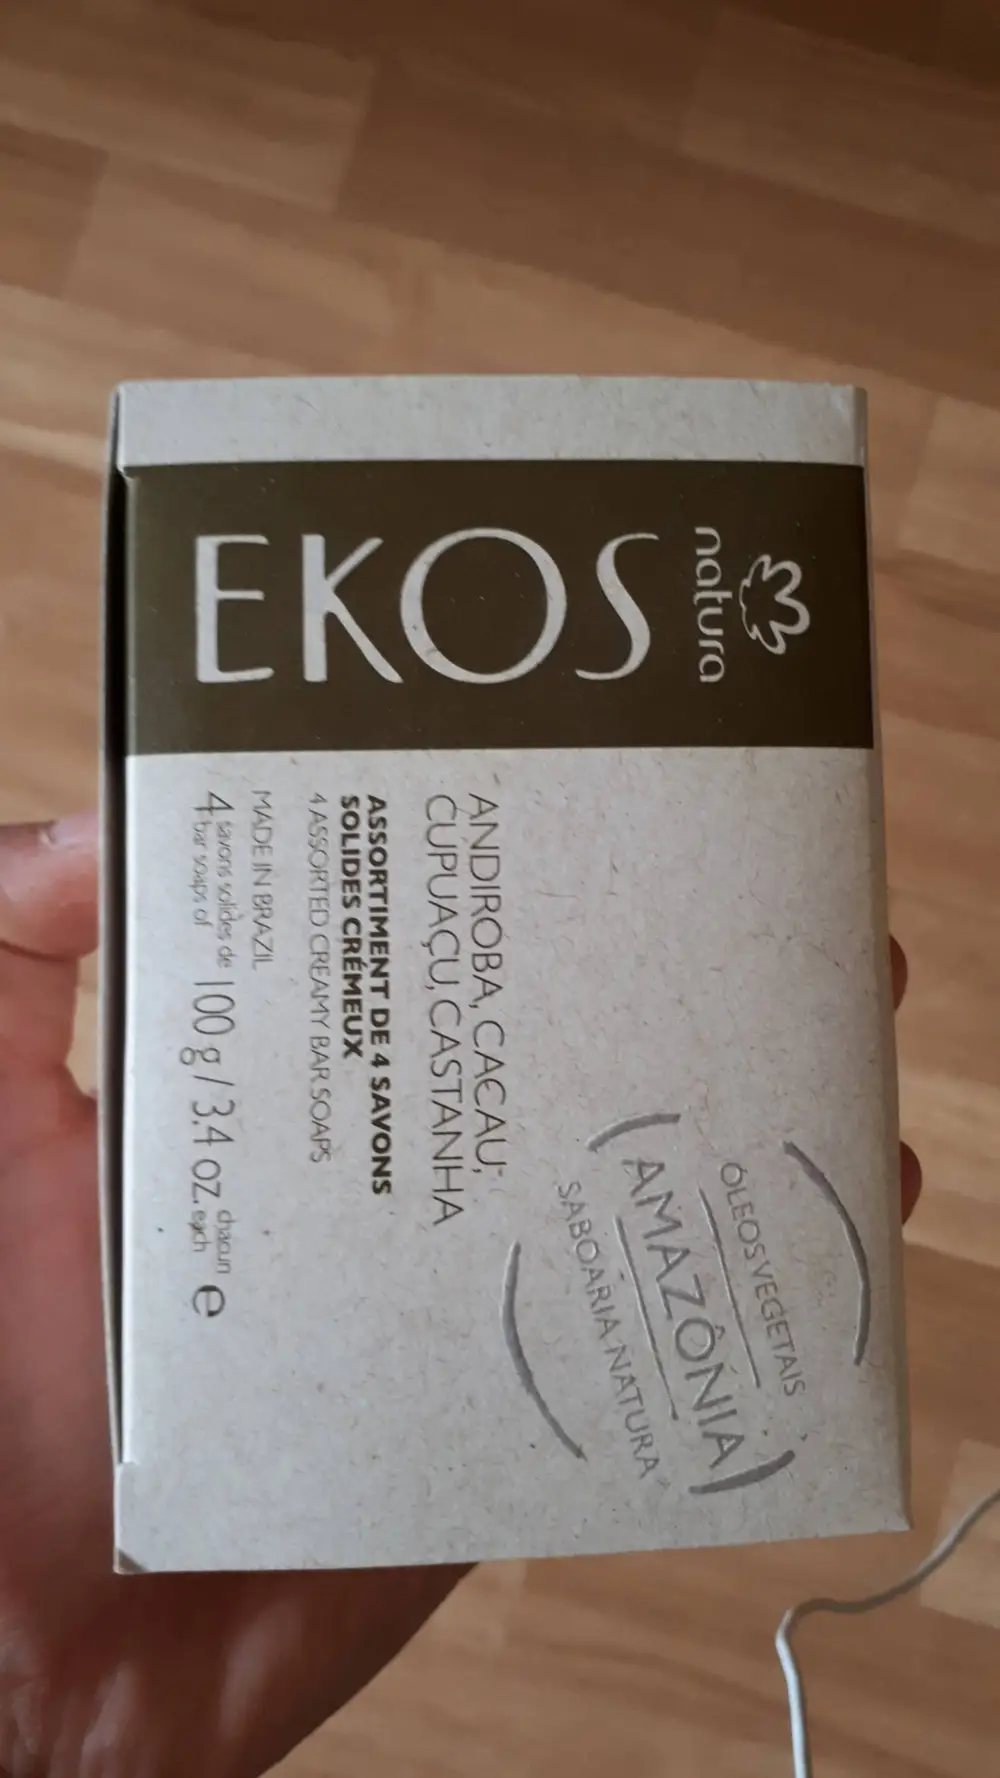 natura
EKOS
ÓLEOS VEGETAIS
AMAZÔNIA
SABOARIA NATURA
ANDIROBA, CACAU,
CUPUAÇU, CASTANHA
ASSORTIMENT DE 4 SAVONS
SOLIDES CRÉMEUX
4 ASSORTED CREAMY BAR SOAPS
MADE IN BRAZIL
4 savons solides de 100 g / 3.4 oz. chacun e
bar soaps of each